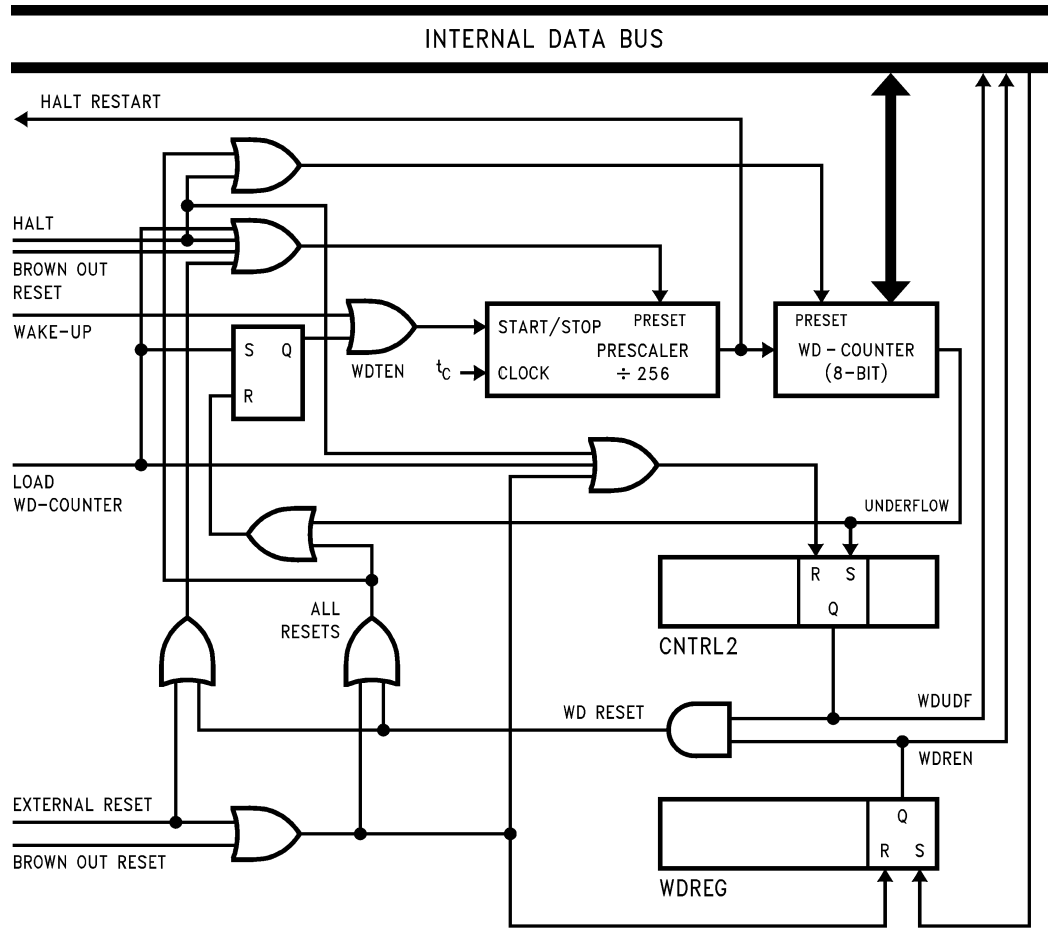 INTERNAL DATA BUS
HALT RESTART
HALT
BROWN OUT
RESET
WAKE-UP
START/STOP
PRESET
PRESCALER
÷ 256
CLOCK
t_C
PRESET
WD - COUNTER
(8-BIT)
S Q
R
WDTEN
LOAD
WD-COUNTER
UNDERFLOW
R S
Q
CNTRL2
ALL
RESETS
WD RESET
WDUDF
WDREN
EXTERNAL RESET
BROWN OUT RESET
Q
R S
WDREG